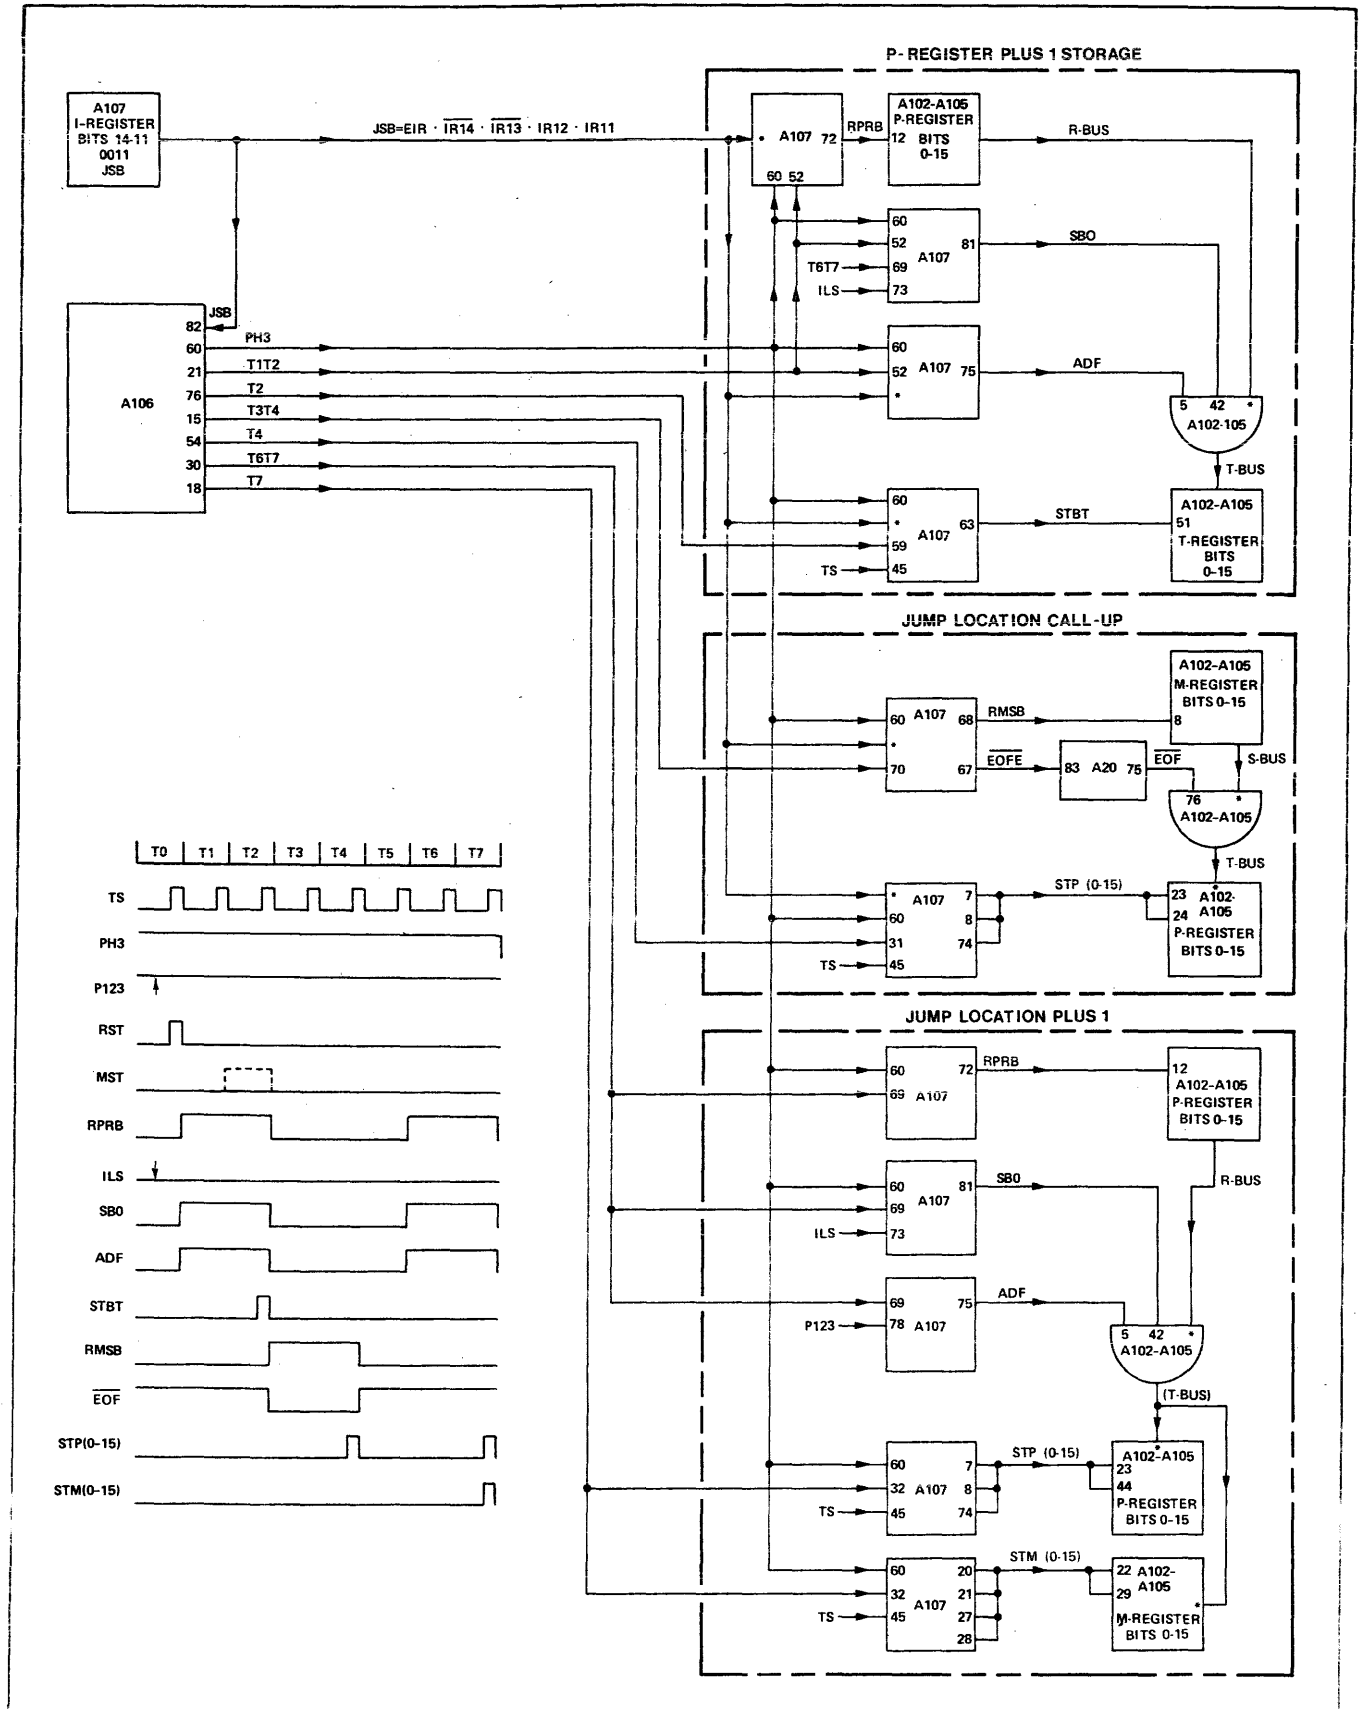 P-REGISTER PLUS 1 STORAGE
A107
I-REGISTER
BITS 14-11
0011
JSB
JSB=EIR · IR14 · IR13 · IR12 · IR11
* A107 72
60 52
RPRB
A102-A105
P-REGISTER
12 BITS
0-15
R-BUS
60
52 81
A107
T6T7 69
ILS 73
SBO
JSB
82
60 PH3
21 T1T2
76 T2
A106
15 T3T4
54 T4
30 T6T7
18 T7
60
52 A107 75
*
ADF
5 42 *
A102-105
T-BUS
60
* 63
A107
59
TS 45
STBT
A102-A105
51
T-REGISTER
BITS
0-15
JUMP LOCATION CALL-UP
A102-A105
M-REGISTER
BITS 0-15
8
60 A107 68 RMSB
*
70 67 EOFE
83 A20 75 EOF
S-BUS
76 *
A102-A105
T-BUS
* A107 7
60 8
31 74
TS 45
STP (0-15)
*
23 A102-
A105
24
P-REGISTER
BITS 0-15
JUMP LOCATION PLUS 1
60 72 RPRB
69 A107
12
A102-A105
P-REGISTER
BITS 0-15
R-BUS
60 81 SB0
A107
69
ILS 73
69 75 ADF
P123 78 A107
5 42 *
A102-A105
(T-BUS)
60 7
32 A107 8
TS 45 74
STP (0-15)
*
A102-A105
23
44
P-REGISTER
BITS 0-15
60 20
32 21
A107
TS 45 27
28
STM (0-15)
22 A102-
A105
29
*
M-REGISTER
BITS 0-15
T0 T1 T2 T3 T4 T5 T6 T7
TS
PH3
P123
RST
MST
RPRB
ILS
SB0
ADF
STBT
RMSB
EOF
STP(0-15)
STM(0-15)